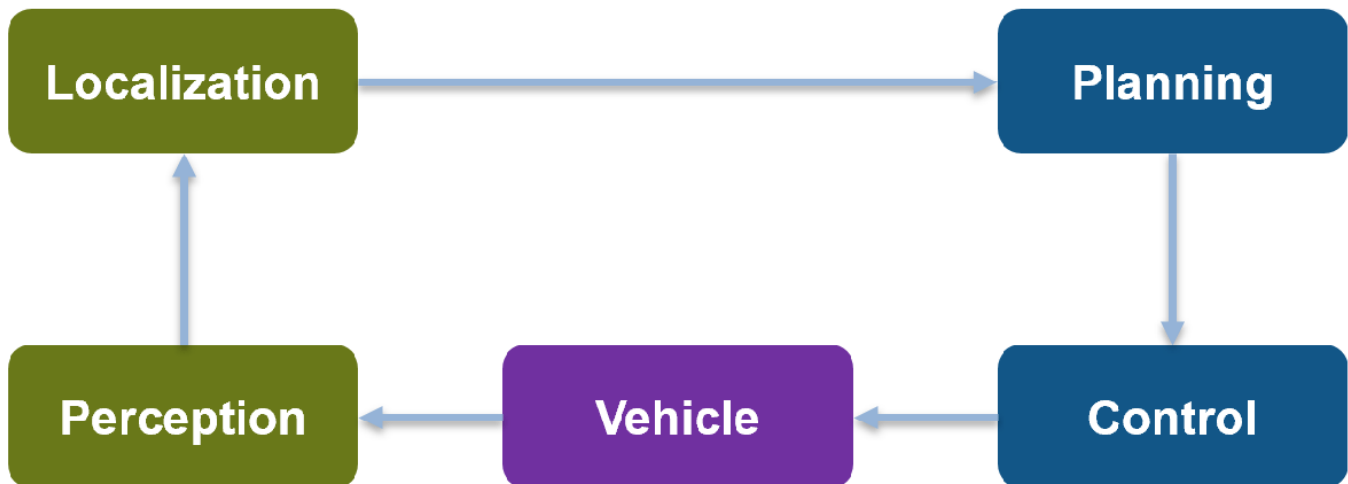 Localization
Planning
Perception
Vehicle
Control